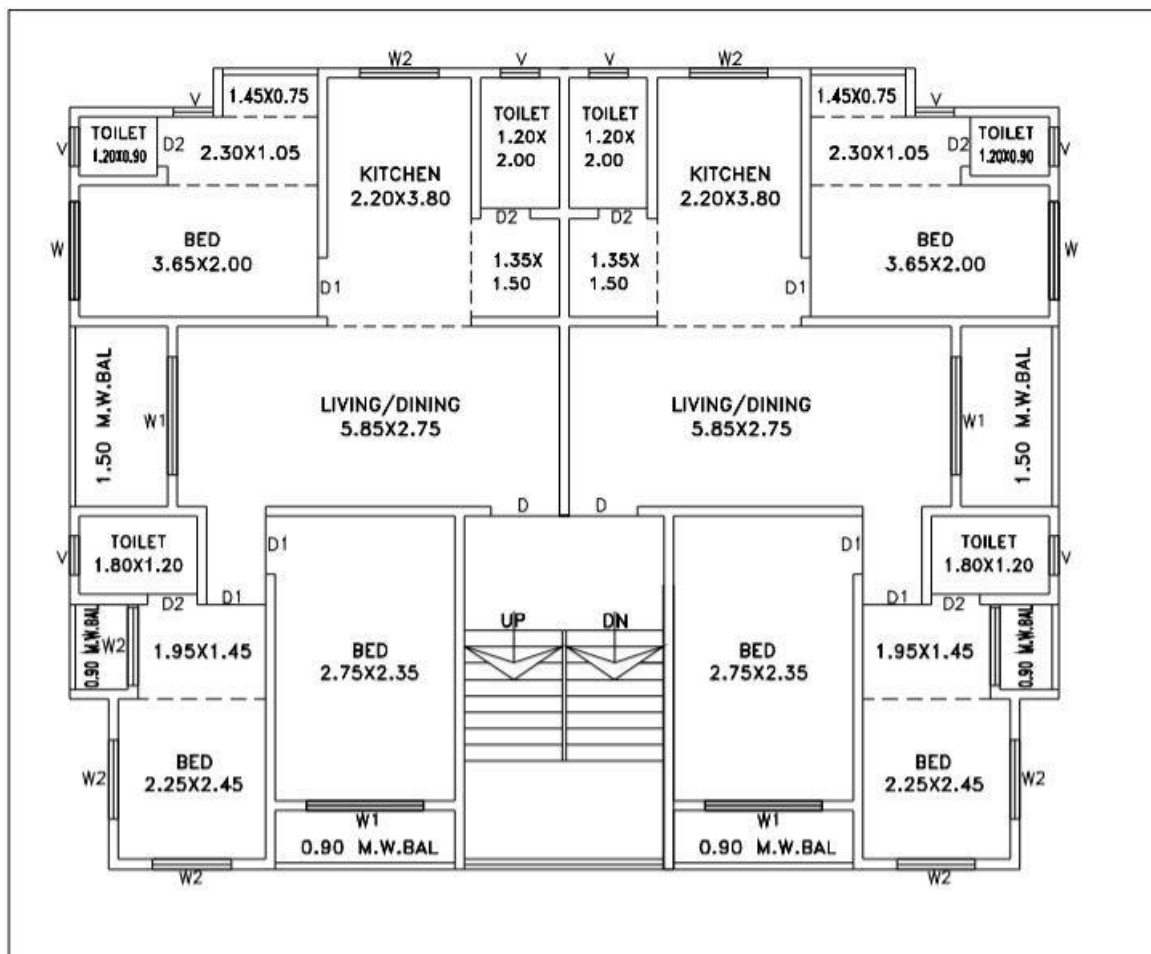 W2 V V W2
V 1.45X0.75 1.45X0.75 V
V TOILET D2 2.30X1.05 TOILET TOILET 2.30X1.05 D2 TOILET V
1.20X0.90 1.20X 1.20X 1.20X0.90
2.00 2.00
KITCHEN KITCHEN
2.20X3.80 2.20X3.80
D2 D2
W BED BED W
3.65X2.00 1.35X 1.35X 3.65X2.00
D1 1.50 1.50 D1
1.50 M.W.BAL W1 LIVING/DINING LIVING/DINING W1 1.50 M.W.BAL
5.85X2.75 5.85X2.75
D D
V TOILET D1 D1 TOILET V
1.80X1.20 1.80X1.20
D2 D1 D1 D2
0.90 M.W.BAL W2 UP DN W2 0.90 M.W.BAL
1.95X1.45 BED BED 1.95X1.45
2.75X2.35 2.75X2.35
W2 BED BED W2
2.25X2.45 2.25X2.45
W1 W1
0.90 M.W.BAL 0.90 M.W.BAL
W2 W2